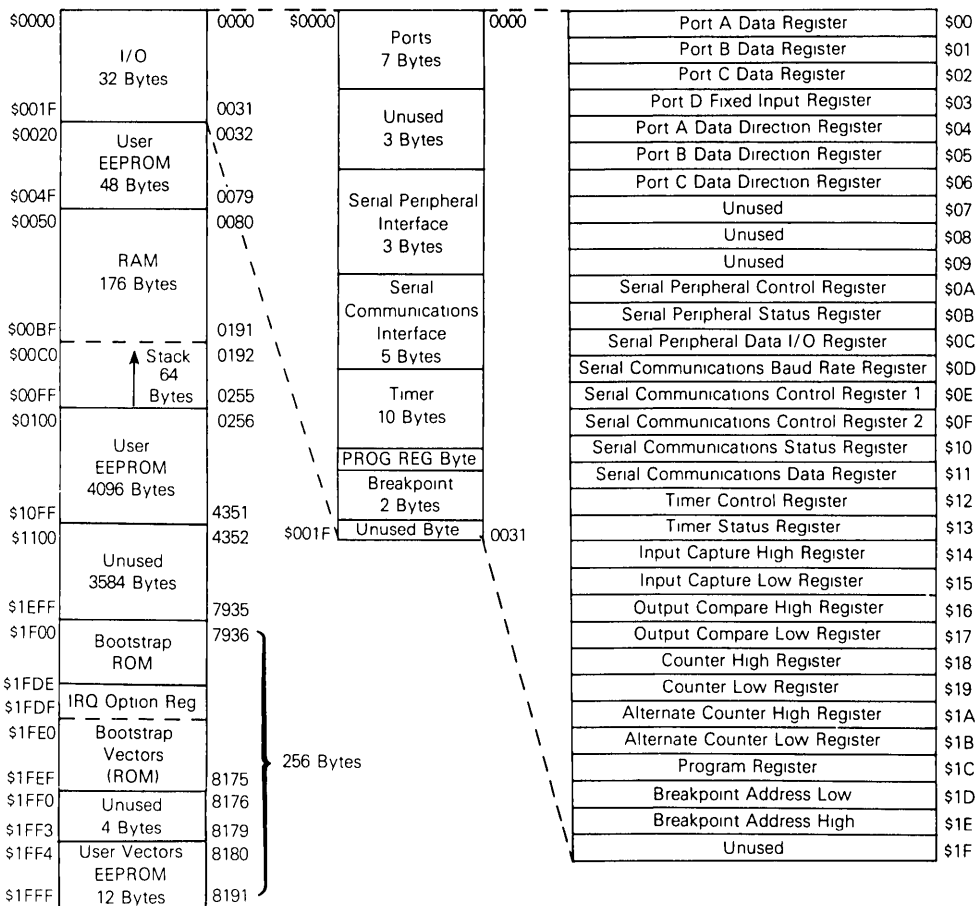 $0000
I/O
32 Bytes
0000
$001F
0031
$0020
User
EEPROM
48 Bytes
0032
$004F
0079
$0050
RAM
176 Bytes
0080
$00BF
0191
$00C0
Stack
64
Bytes
0192
$00FF
0255
$0100
User
EEPROM
4096 Bytes
0256
$10FF
4351
$1100
Unused
3584 Bytes
4352
$1EFF
7935
$1F00
Bootstrap
ROM
7936
$1FDE
$1FDF
IRQ Option Reg
$1FE0
Bootstrap
Vectors
(ROM)
$1FEF
8175
$1FF0
Unused
4 Bytes
8176
$1FF3
8179
$1FF4
User Vectors
EEPROM
12 Bytes
8180
$1FFF
8191
256 Bytes
$0000
Ports
7 Bytes
0000
Unused
3 Bytes
Serial Peripheral
Interface
3 Bytes
Serial
Communications
Interface
5 Bytes
Timer
10 Bytes
PROG REG Byte
Breakpoint
2 Bytes
$001F
Unused Byte
0031
Port A Data Register $00
Port B Data Register $01
Port C Data Register $02
Port D Fixed Input Register $03
Port A Data Direction Register $04
Port B Data Direction Register $05
Port C Data Direction Register $06
Unused $07
Unused $08
Unused $09
Serial Peripheral Control Register $0A
Serial Peripheral Status Register $0B
Serial Peripheral Data I/O Register $0C
Serial Communications Baud Rate Register $0D
Serial Communications Control Register 1 $0E
Serial Communications Control Register 2 $0F
Serial Communications Status Register $10
Serial Communications Data Register $11
Timer Control Register $12
Timer Status Register $13
Input Capture High Register $14
Input Capture Low Register $15
Output Compare High Register $16
Output Compare Low Register $17
Counter High Register $18
Counter Low Register $19
Alternate Counter High Register $1A
Alternate Counter Low Register $1B
Program Register $1C
Breakpoint Address Low $1D
Breakpoint Address High $1E
Unused $1F